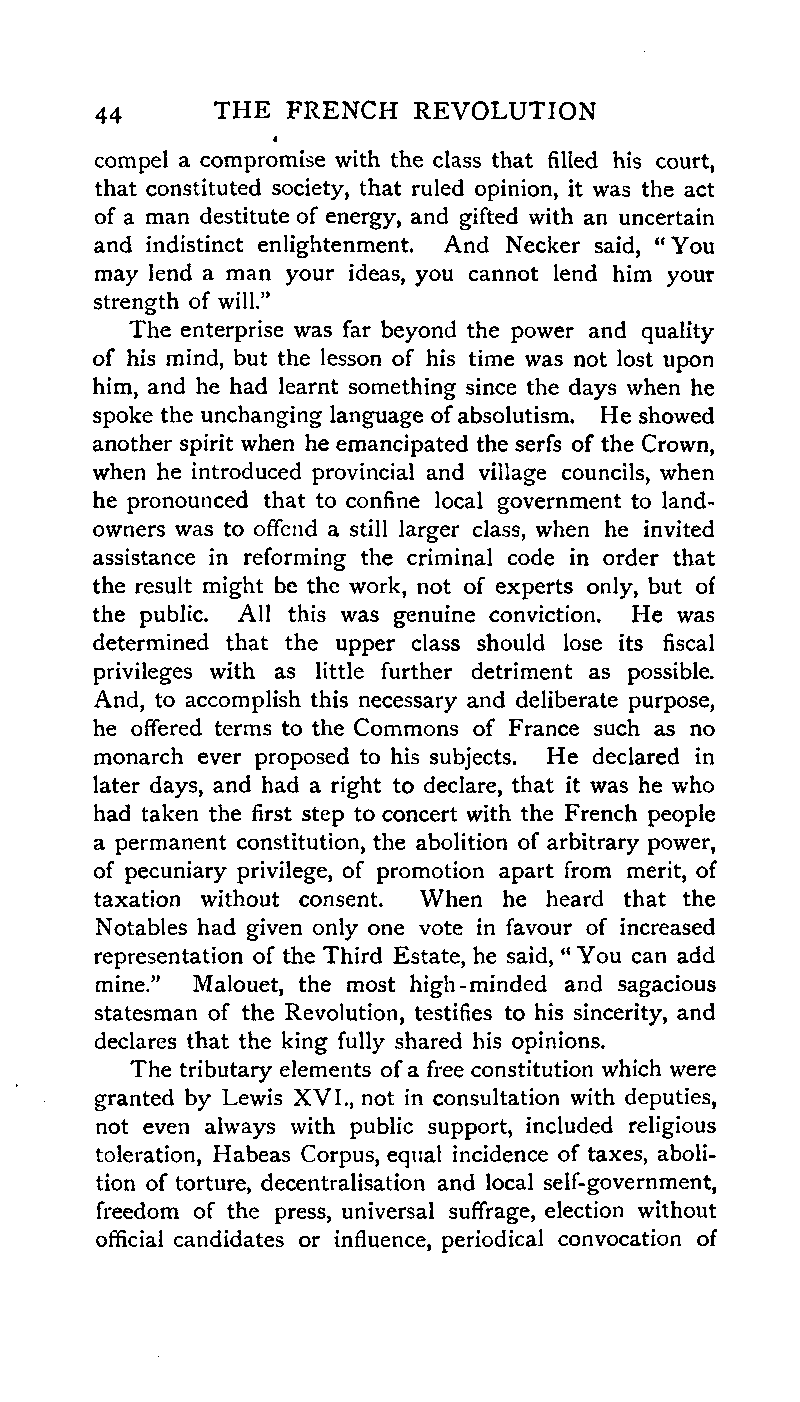 44 THE FRENCH REVOLUTION
compel a compromise with the class that filled his court,
that constituted society, that ruled opinion, it was the act
of a man destitute of energy, and gifted with an uncertain
and indistinct enlightenment. And Necker said, “You
may lend a man your ideas, you cannot lend him your
strength of will.”
The enterprise was far beyond the power and quality
of his mind, but the lesson of his time was not lost upon
him, and he had learnt something since the days when he
spoke the unchanging language of absolutism. He showed
another spirit when he emancipated the serfs of the Crown,
when he introduced provincial and village councils, when
he pronounced that to confine local government to land-
owners was to offend a still larger class, when he invited
assistance in reforming the criminal code in order that
the result might be the work, not of experts only, but of
the public. All this was genuine conviction. He was
determined that the upper class should lose its fiscal
privileges with as little further detriment as possible.
And, to accomplish this necessary and deliberate purpose,
he offered terms to the Commons of France such as no
monarch ever proposed to his subjects. He declared in
later days, and had a right to declare, that it was he who
had taken the first step to concert with the French people
a permanent constitution, the abolition of arbitrary power,
of pecuniary privilege, of promotion apart from merit, of
taxation without consent. When he heard that the
Notables had given only one vote in favour of increased
representation of the Third Estate, he said, “You can add
mine.” Malouet, the most high-minded and sagacious
statesman of the Revolution, testifies to his sincerity, and
declares that the king fully shared his opinions.
The tributary elements of a free constitution which were
granted by Lewis XVI., not in consultation with deputies,
not even always with public support, included religious
toleration, Habeas Corpus, equal incidence of taxes, aboli-
tion of torture, decentralisation and local self-government,
freedom of the press, universal suffrage, election without
official candidates or influence, periodical convocation of